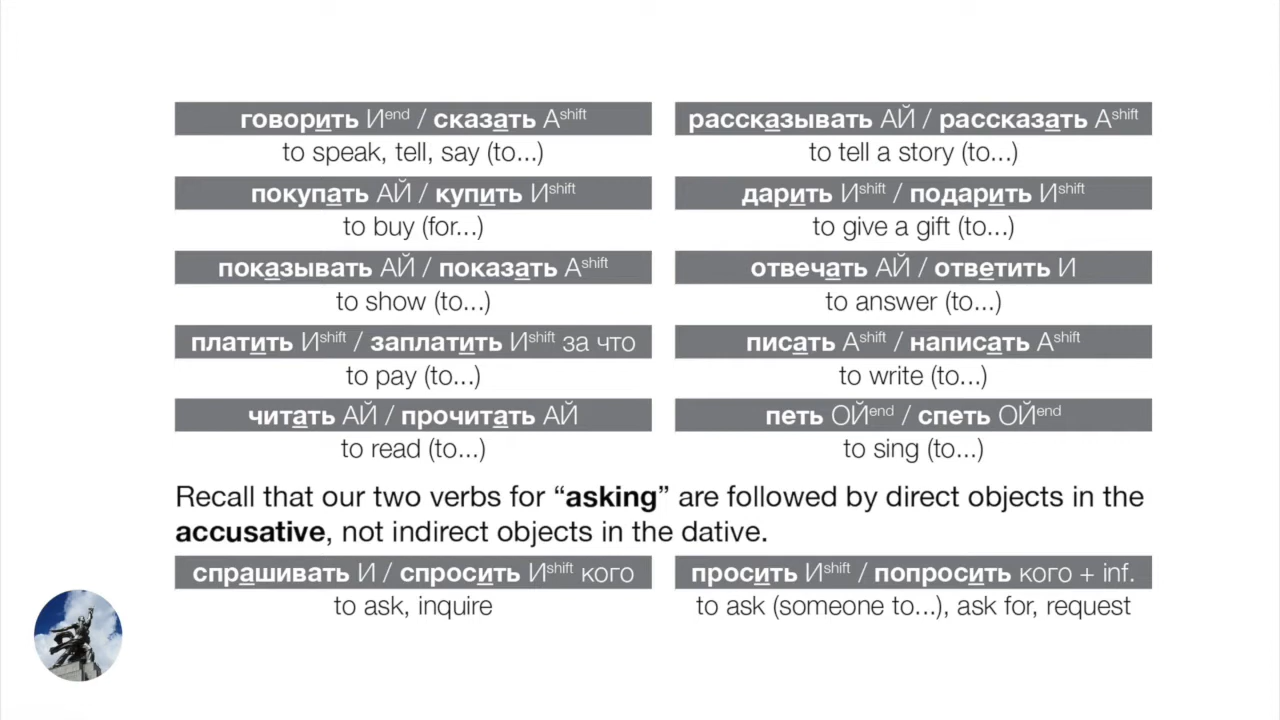 говорить Иend / сказать Аshift
to speak, tell, say (to...)
рассказывать АЙ / рассказать Аshift
to tell a story (to...)
покупать АЙ / купить Иshift
to buy (for...)
дарить Иshift / подарить Иshift
to give a gift (to...)
показывать АЙ / показать Аshift
to show (to...)
отвечать АЙ / ответить И
to answer (to...)
платить Иshift / заплатить Иshift за что
to pay (to...)
писать Аshift / написать Аshift
to write (to...)
читать АЙ / прочитать АЙ
to read (to...)
петь ОЙend / спеть ОЙend
to sing (to...)
Recall that our two verbs for “asking” are followed by direct objects in the
accusative, not indirect objects in the dative.
спрашивать И / спросить Иshift кого
to ask, inquire
просить Иshift / попросить кого + inf.
to ask (someone to...), ask for, request